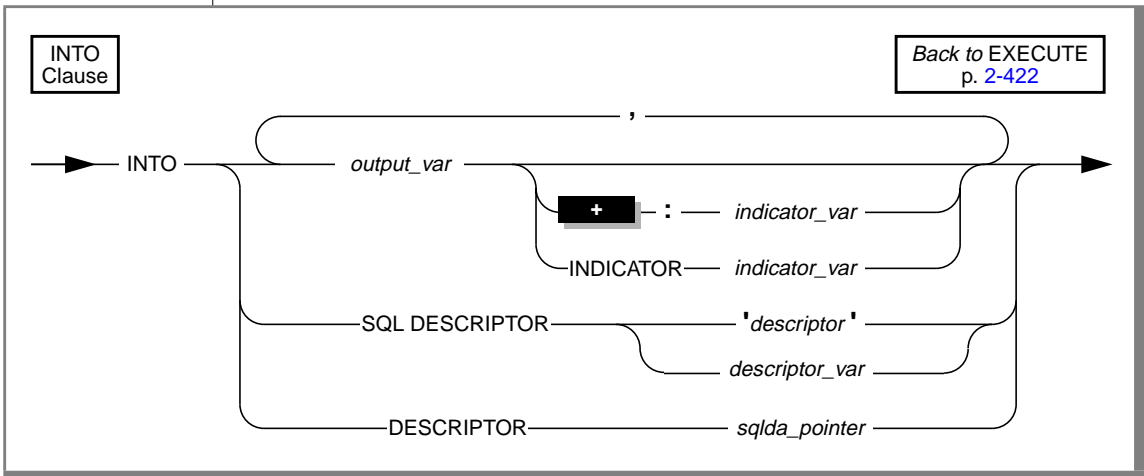 INTO
Clause
Back to EXECUTE
p. 2-422
,
INTO output_var
+ : indicator_var
INDICATOR indicator_var
SQL DESCRIPTOR 'descriptor'
descriptor_var
DESCRIPTOR sqlda_pointer